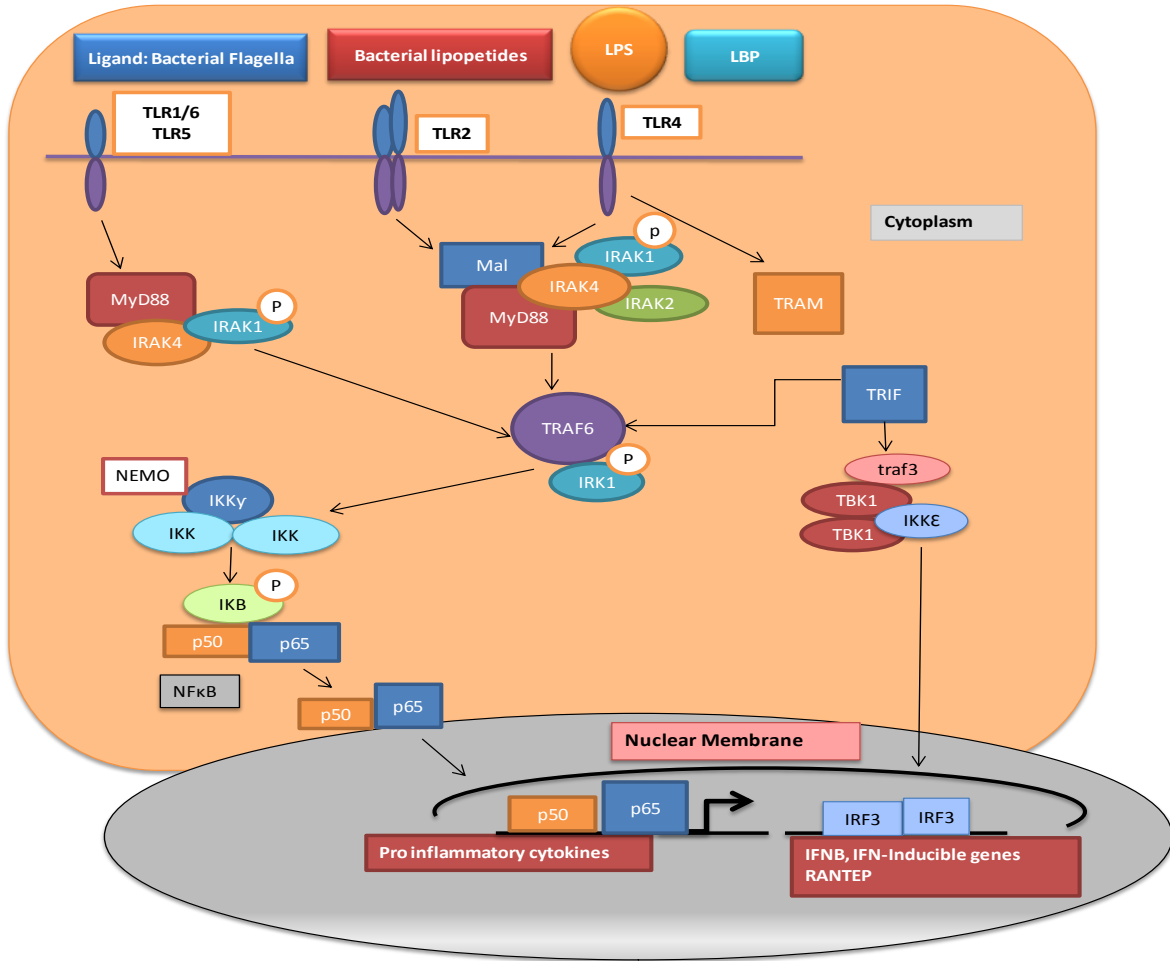 Ligand: Bacterial Flagella
Bacterial lipopetides
LPS
LBP
TLR1/6
TLR5
TLR2
TLR4
Cytoplasm
MyD88
IRAK4
IRAK1
P
Mal
MyD88
IRAK4
IRAK1
p
IRAK2
TRAM
TRIF
TRAF6
P
IRK1
traf3
TBK1
TBK1
IKKƐ
NEMO
IKKƴ
IKK
IKK
P
IKB
p50
p65
NFκB
p50
p65
Nuclear Membrane
p50
p65
IRF3
IRF3
Pro inflammatory cytokines
IFNB, IFN-Inducible genes
RANTEP